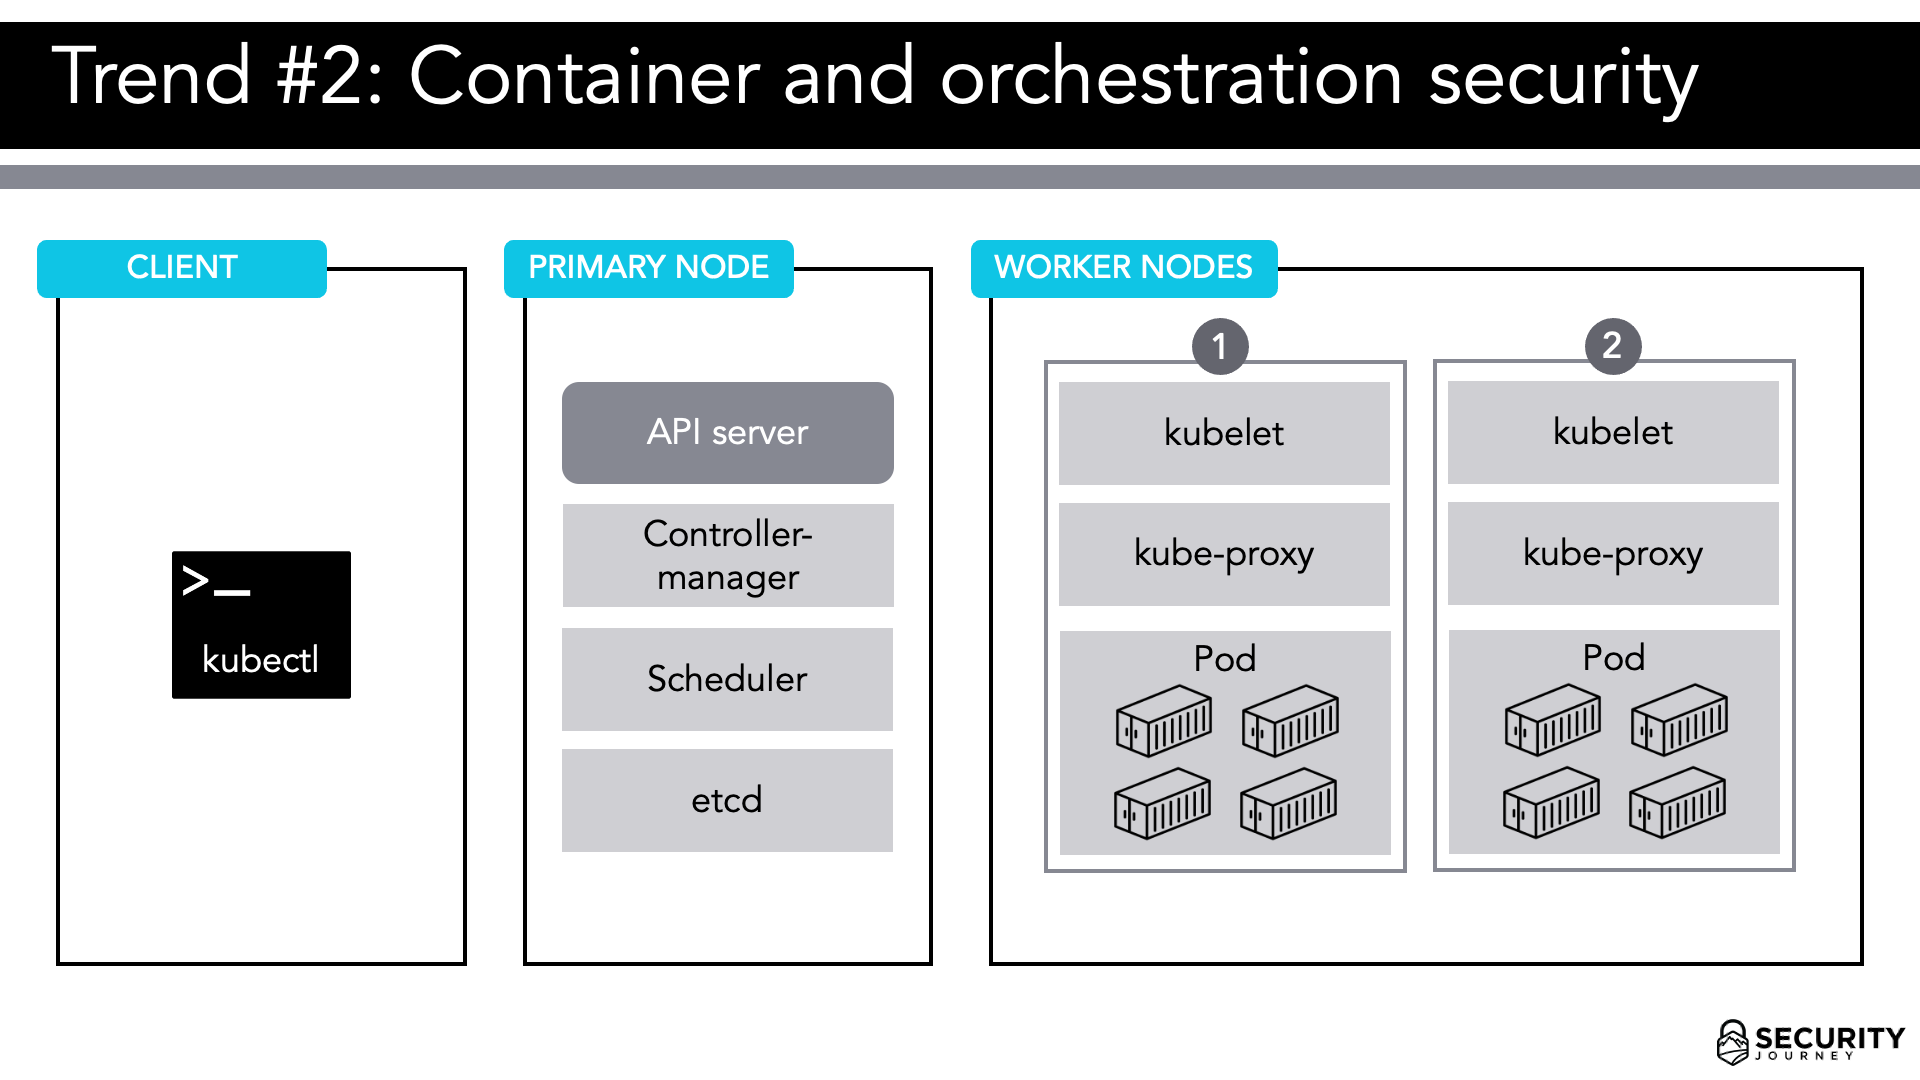 Trend #2: Container and orchestration security
CLIENT
>_
kubectl
PRIMARY NODE
API server
Controller-
manager
Scheduler
etcd
WORKER NODES
1
kubelet
kube-proxy
Pod
2
kubelet
kube-proxy
Pod
SECURITY
JOURNEY